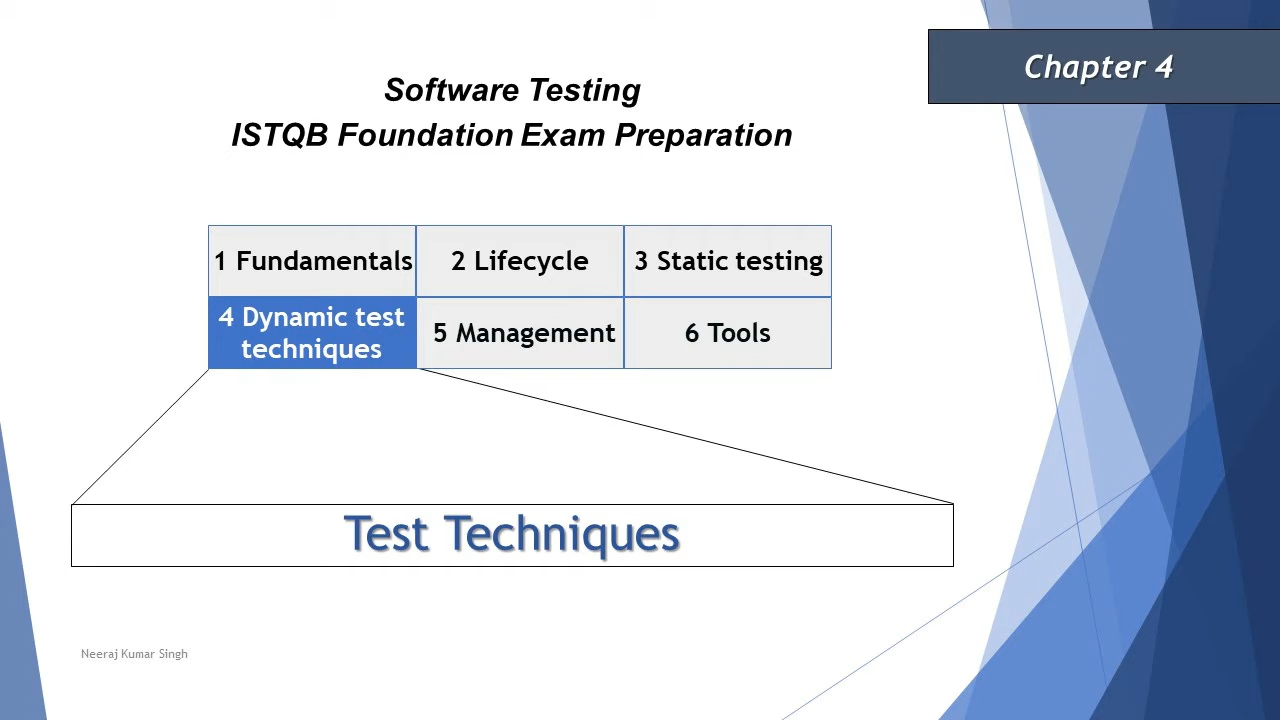 Chapter 4
Software Testing
ISTQB Foundation Exam Preparation
1 Fundamentals
2 Lifecycle
3 Static testing
4 Dynamic test
techniques
5 Management
6 Tools
Test Techniques
Neeraj Kumar Singh